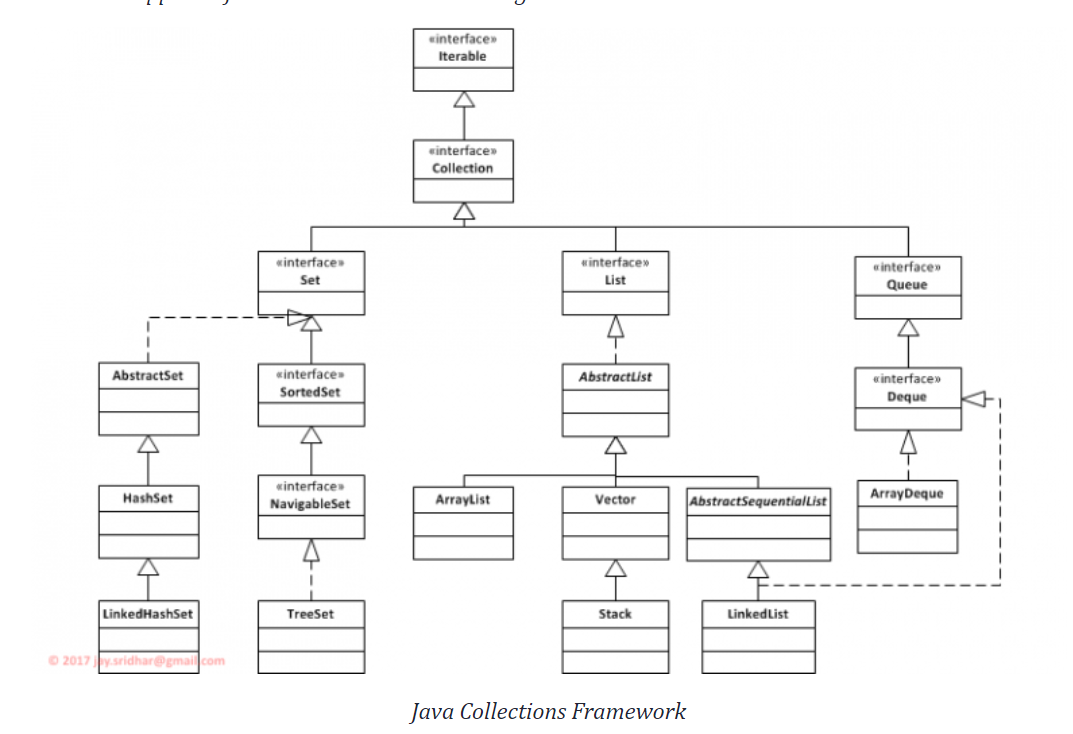 «interface»
Iterable
«interface»
Collection
«interface»
Set
«interface»
List
«interface»
Queue
AbstractSet
«interface»
SortedSet
AbstractList
«interface»
Deque
HashSet
«interface»
NavigableSet
ArrayList
Vector
AbstractSequentialList
ArrayDeque
LinkedHashSet
TreeSet
Stack
LinkedList
© 2017 jay.sridhar@gmail.com
Java Collections Framework